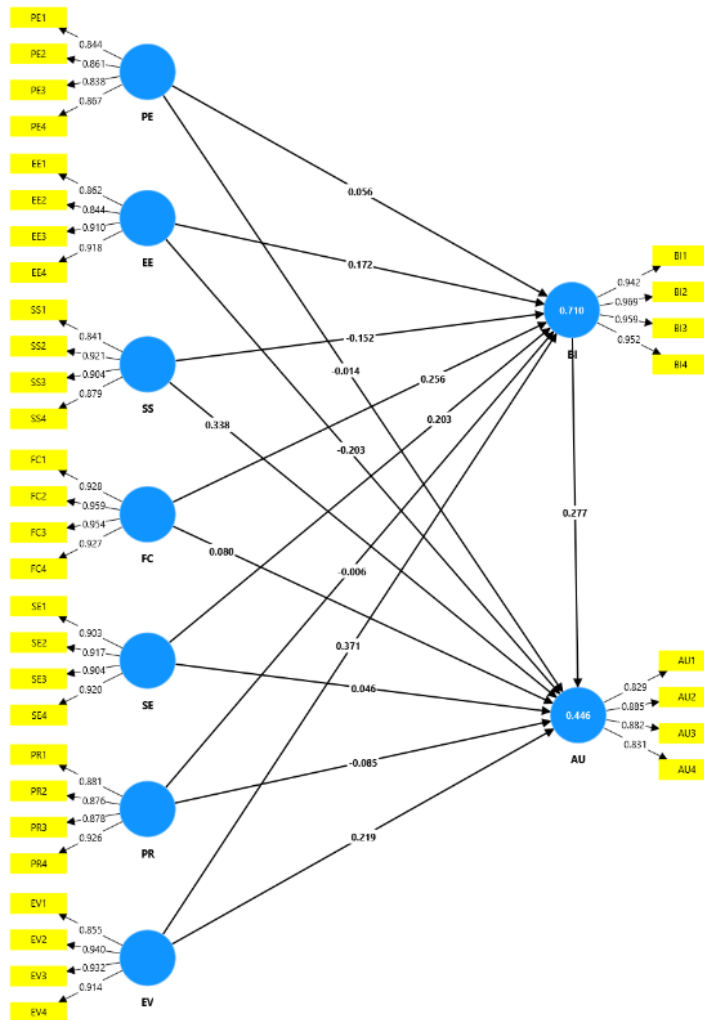 PE1
0.844
PE2
0.861
PE3
0.838
PE4
0.867
PE
EE1
0.862
EE2
0.844
EE3
0.910
EE4
0.918
EE
SS1
0.841
SS2
0.921
SS3
0.904
SS4
0.879
SS
FC1
0.928
FC2
0.959
FC3
0.954
FC4
0.927
FC
SE1
0.903
SE2
0.917
SE3
0.904
SE4
0.920
SE
PR1
0.881
PR2
0.876
PR3
0.878
PR4
0.926
PR
EV1
0.855
EV2
0.940
EV3
0.932
EV4
0.914
EV
0.056
0.172
-0.152
-0.014
0.256
0.338
0.203
-0.203
0.080
-0.006
0.371
0.046
-0.085
0.219
0.277
0.710
BI
BI1
0.942
BI2
0.969
BI3
0.959
BI4
0.952
0.446
AU
AU1
0.829
AU2
0.885
AU3
0.882
AU4
0.831